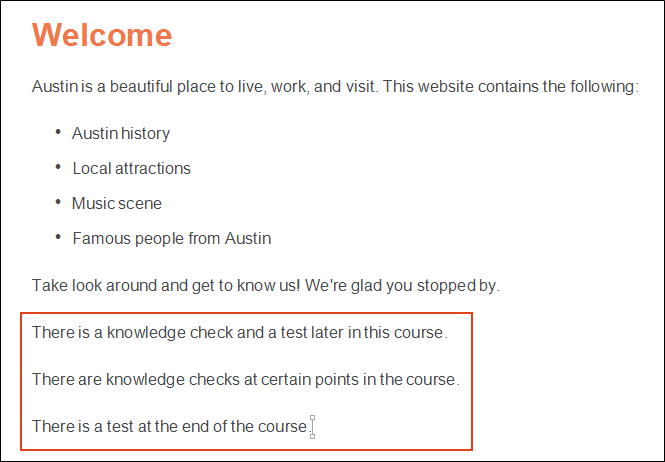 Welcome
Austin is a beautiful place to live, work, and visit. This website contains the following:
• Austin history
• Local attractions
• Music scene
• Famous people from Austin
Take look around and get to know us! We're glad you stopped by.
There is a knowledge check and a test later in this course.
There are knowledge checks at certain points in the course.
There is a test at the end of the course.